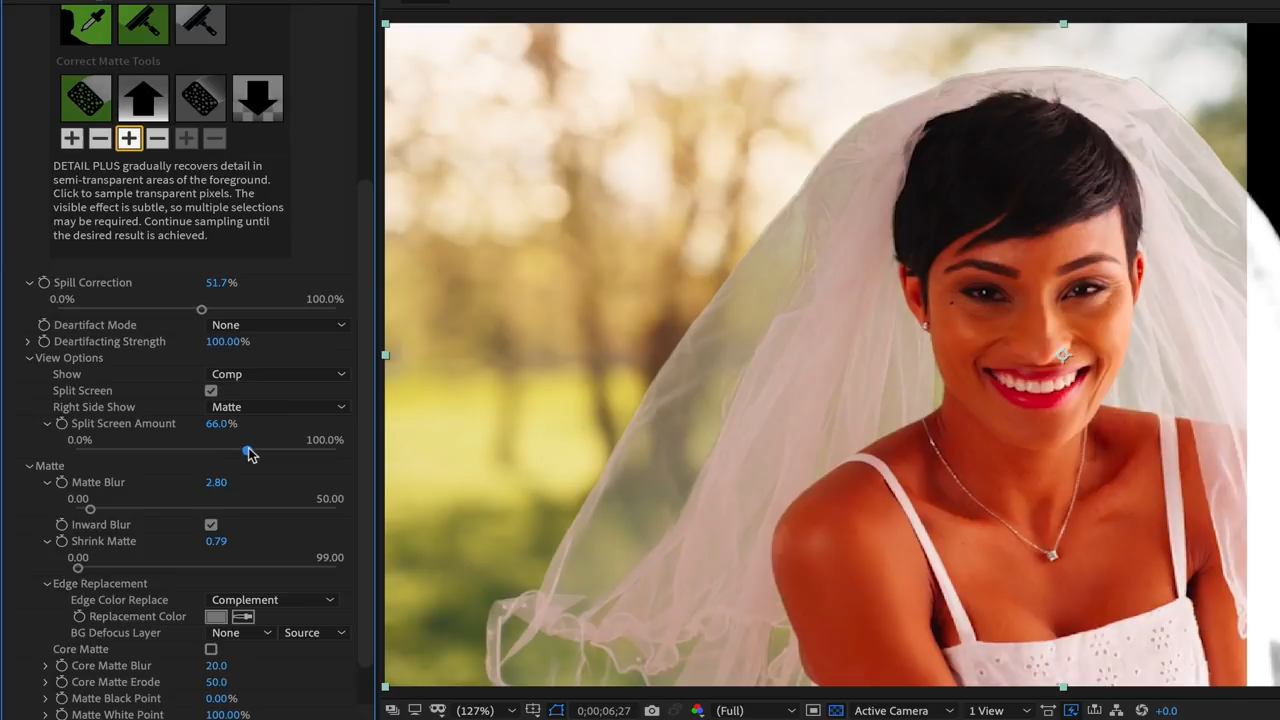 Correct Matte Tools
DETAIL PLUS gradually recovers detail in
semi-transparent areas of the foreground.
Click to sample transparent pixels. The
visible effect is subtle, so multiple selections
may be required. Continue sampling until
the desired result is achieved.
Spill Correction 51.7%
0.0% 100.0%
Deartifact Mode None
Deartifacting Strength 100.00%
View Options
Show Comp
Split Screen
Right Side Show Matte
Split Screen Amount 66.0%
0.0% 100.0%
Matte
Matte Blur 2.80
0.00 50.00
Inward Blur
Shrink Matte 0.79
0.00 99.00
Edge Replacement
Edge Color Replace Complement
Replacement Color
BG Defocus Layer None Source
Core Matte
Core Matte Blur 20.0
Core Matte Erode 50.0
Matte Black Point 0.00%
Matte White Point 100.00%
(127%) 0;00;06;27 (Full) Active Camera 1 View +0.0